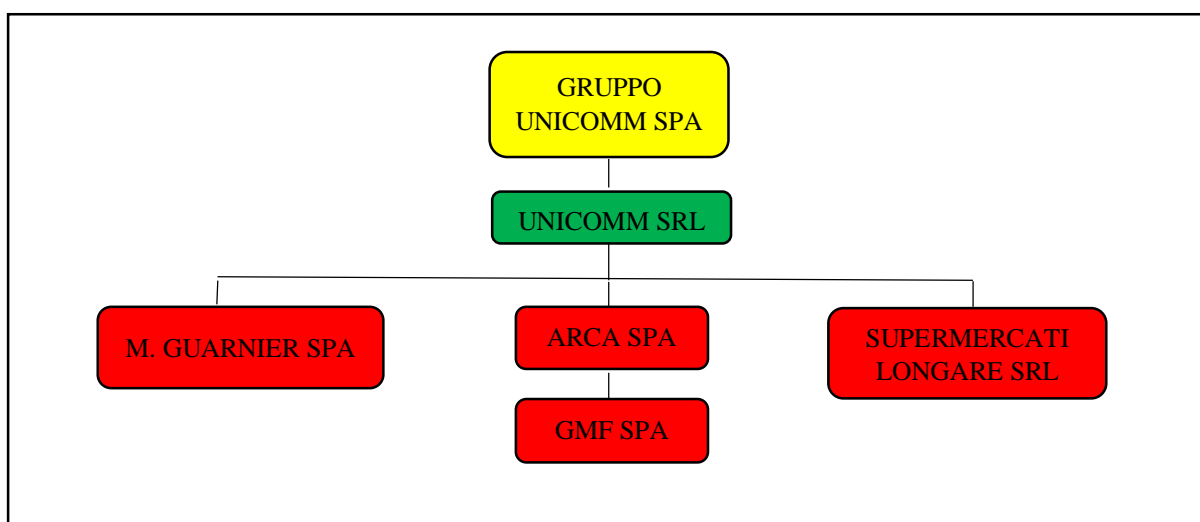 GRUPPO
UNICOMM SPA
UNICOMM SRL
M. GUARNIER SPA
ARCA SPA
SUPERMERCATI
LONGARE SRL
GMF SPA